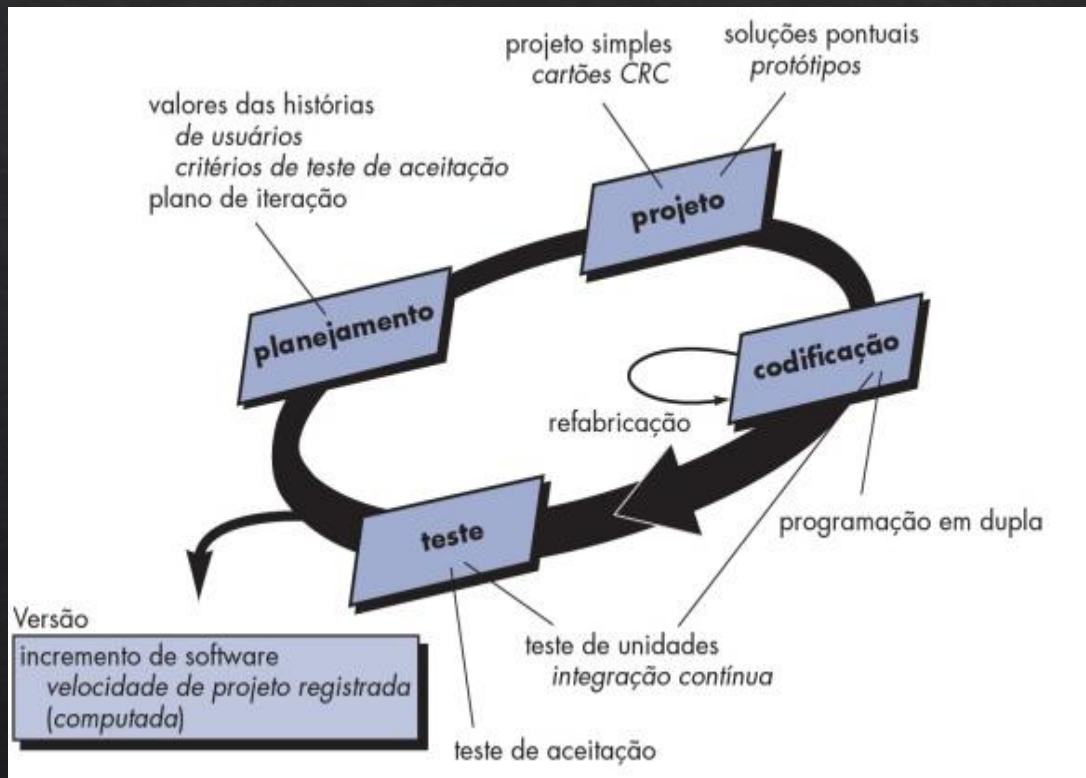 projeto simples
cartões CRC
soluções pontuais
protótipos
valores das histórias
de usuários
critérios de teste de aceitação
plano de iteração
projeto
planejamento
codificação
refabricação
programação em dupla
teste
teste de unidades
integração contínua
teste de aceitação
Versão
incremento de software
velocidade de projeto registrada
(computada)